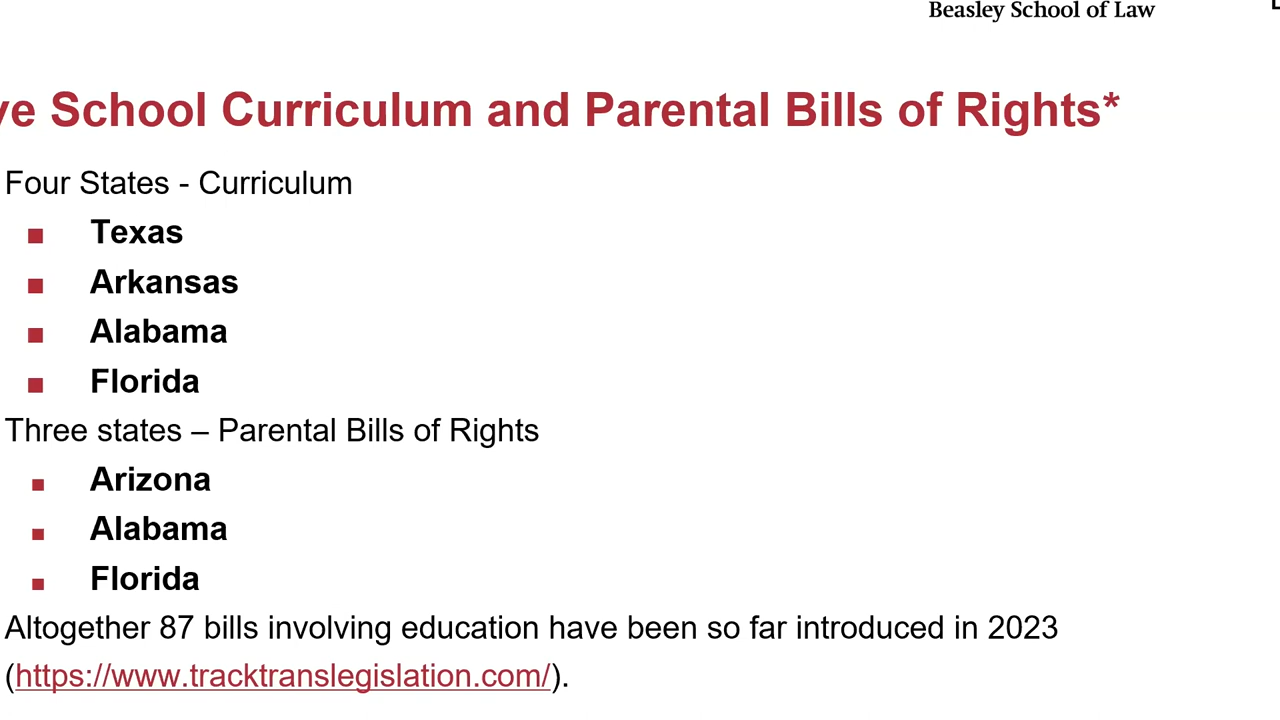 Beasley School of Law
ve School Curriculum and Parental Bills of Rights*
Four States - Curriculum
■ Texas
■ Arkansas
■ Alabama
■ Florida
Three states – Parental Bills of Rights
■ Arizona
■ Alabama
■ Florida
Altogether 87 bills involving education have been so far introduced in 2023
(https://www.tracktranslegislation.com/).